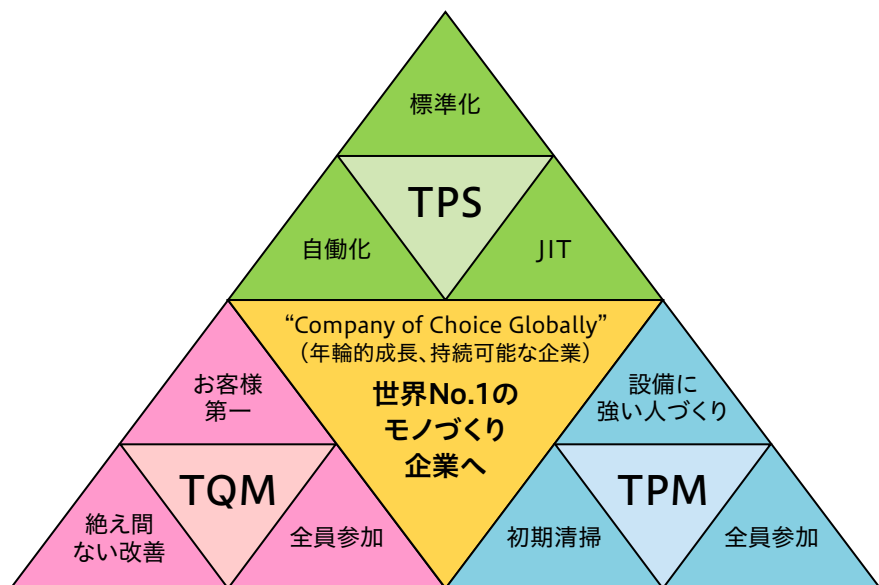 標準化
TPS
自働化
JIT
“Company of Choice Globally”
（年輪的成長、持続可能な企業）
世界No.1の
モノづくり
企業へ
お客様
第一
TQM
絶え間
ない改善
全員参加
設備に
強い人づくり
TPM
初期清掃
全員参加